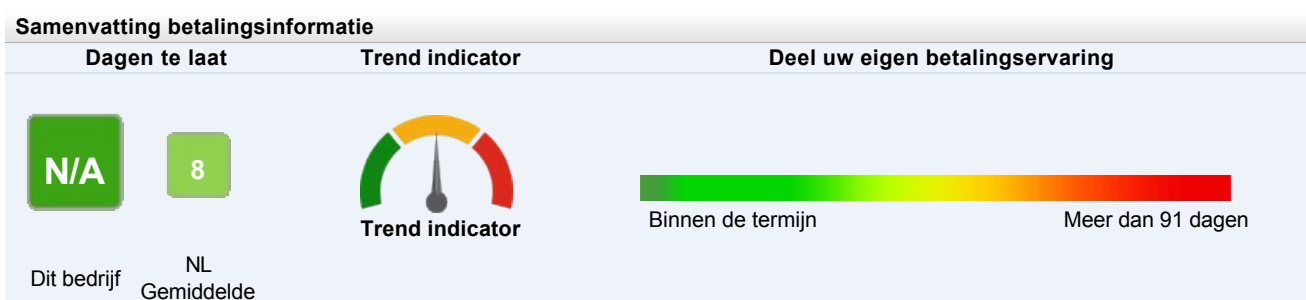 Samenvatting betalingsinformatie
Dagen te laat Trend indicator Deel uw eigen betalingservaring
N/A 8
Trend indicator
Binnen de termijn Meer dan 91 dagen
Dit bedrijf
NL
Gemiddelde